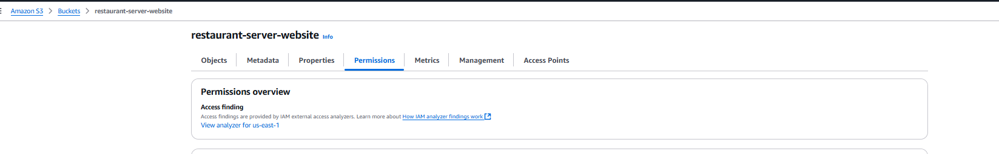 Amazon S3 > Buckets > restaurant-server-website
restaurant-server-website Info
Objects Metadata Properties Permissions Metrics Management Access Points
Permissions overview
Access finding
Access findings are provided by IAM external access analyzers. Learn more about How IAM analyzer findings work
View analyzer for us-east-1